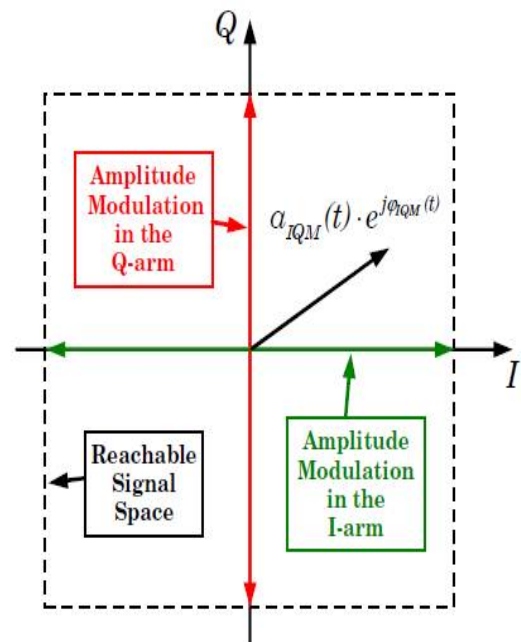 Q
Amplitude
Modulation
in the
Q-arm
a_IQM(t) · e^jφ_IQM(t)
I
Reachable
Signal
Space
Amplitude
Modulation
in the
I-arm